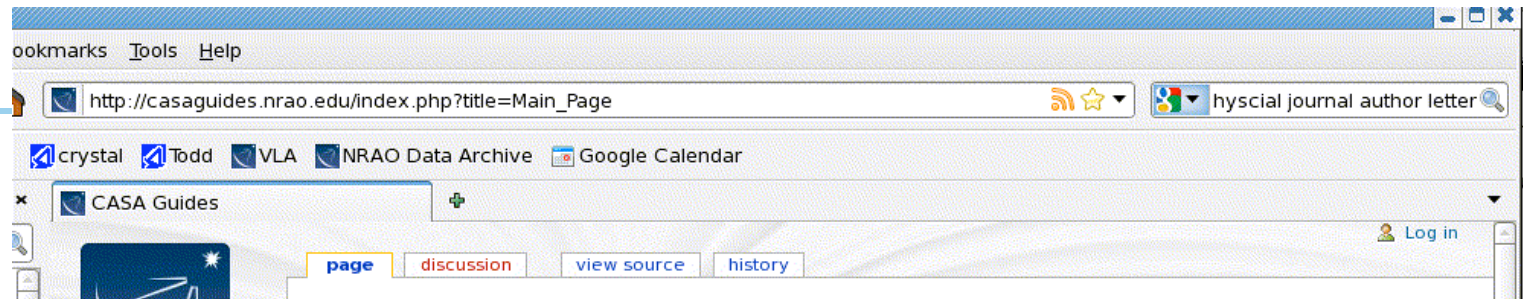 ookmarks Tools Help
http://casaguides.nrao.edu/index.php?title=Main_Page hyscial journal author letter
crystal Todd VLA NRAO Data Archive Google Calendar
CASA Guides
Log in
page discussion view source history